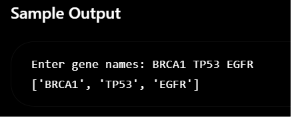 Sample Output
Enter gene names: BRCA1 TP53 EGFR
['BRCA1', 'TP53', 'EGFR']